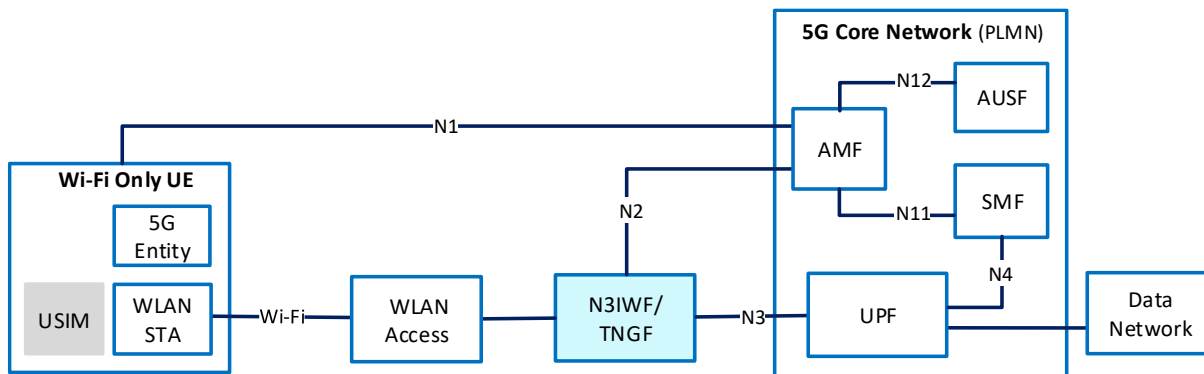 5G Core Network (PLMN)
N12
AUSF
N1
AMF
Wi-Fi Only UE
N2
N11
SMF
5G
Entity
N4
USIM
WLAN
STA
Wi-Fi
WLAN
Access
N3IWF/
TNGF
N3
UPF
Data
Network